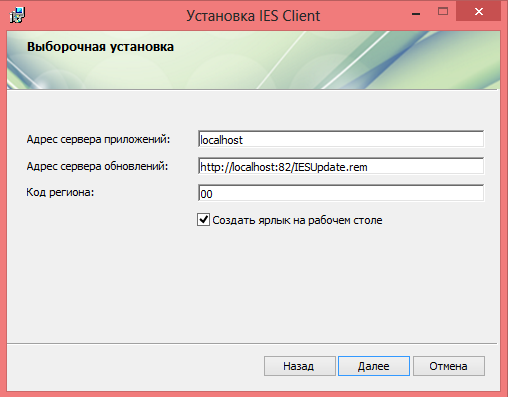 Установка IES Client
Выборочная установка
Адрес сервера приложений:
localhost
Адрес сервера обновлений:
http://localhost:82/IESUpdate.rem
Код региона:
00
Создать ярлык на рабочем столе
Назад
Далее
Отмена